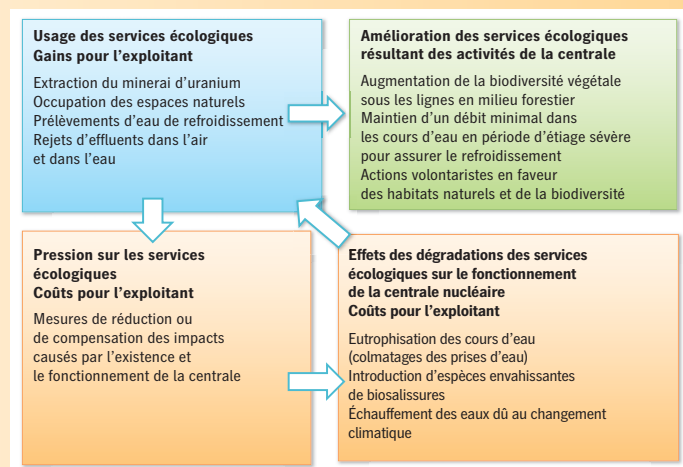 Usage des services écologiques
Gains pour l'exploitant
Extraction du minerai d'uranium
Occupation des espaces naturels
Prélèvements d'eau de refroidissement
Rejets d'effluents dans l'air
et dans l'eau
Amélioration des services écologiques
résultant des activités de la centrale
Augmentation de la biodiversité végétale
sous les lignes en milieu forestier
Maintien d'un débit minimal dans
les cours d'eau en période d'étiage sévère
pour assurer le refroidissement
Actions volontaristes en faveur
des habitats naturels et de la biodiversité
Pression sur les services
écologiques
Coûts pour l'exploitant
Mesures de réduction ou
de compensation des impacts
causés par l'existence et
le fonctionnement de la centrale
Effets des dégradations des services
écologiques sur le fonctionnement
de la centrale nucléaire
Coûts pour l'exploitant
Eutrophisation des cours d'eau
(colmatages des prises d'eau)
Introduction d'espèces envahissantes
de biosalissures
Échauffement des eaux dû au changement
climatique